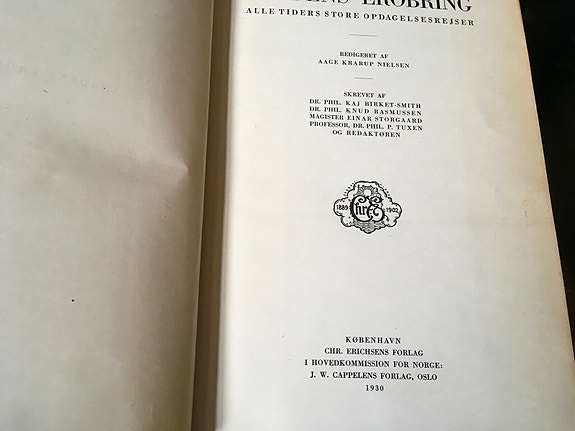 ENS EROBRING
ALLE TIDERS STORE OPDAGELSESREJSER
REDIGERET AF
AAGE KRARUP NIELSEN
SKREVET AF
DR. PHIL. KAJ BIRKET-SMITH
DR. PHIL. KNUD RASMUSSEN
MAGISTER EINAR STORGAARD
PROFESSOR, DR. PHIL. P. TUXEN
OG REDAKTØREN
1889 Chr E 1902
KØBENHAVN
CHR. ERICHSENS FORLAG
I HOVEDKOMMISSION FOR NORGE:
J. W. CAPPELENS FORLAG, OSLO
1930